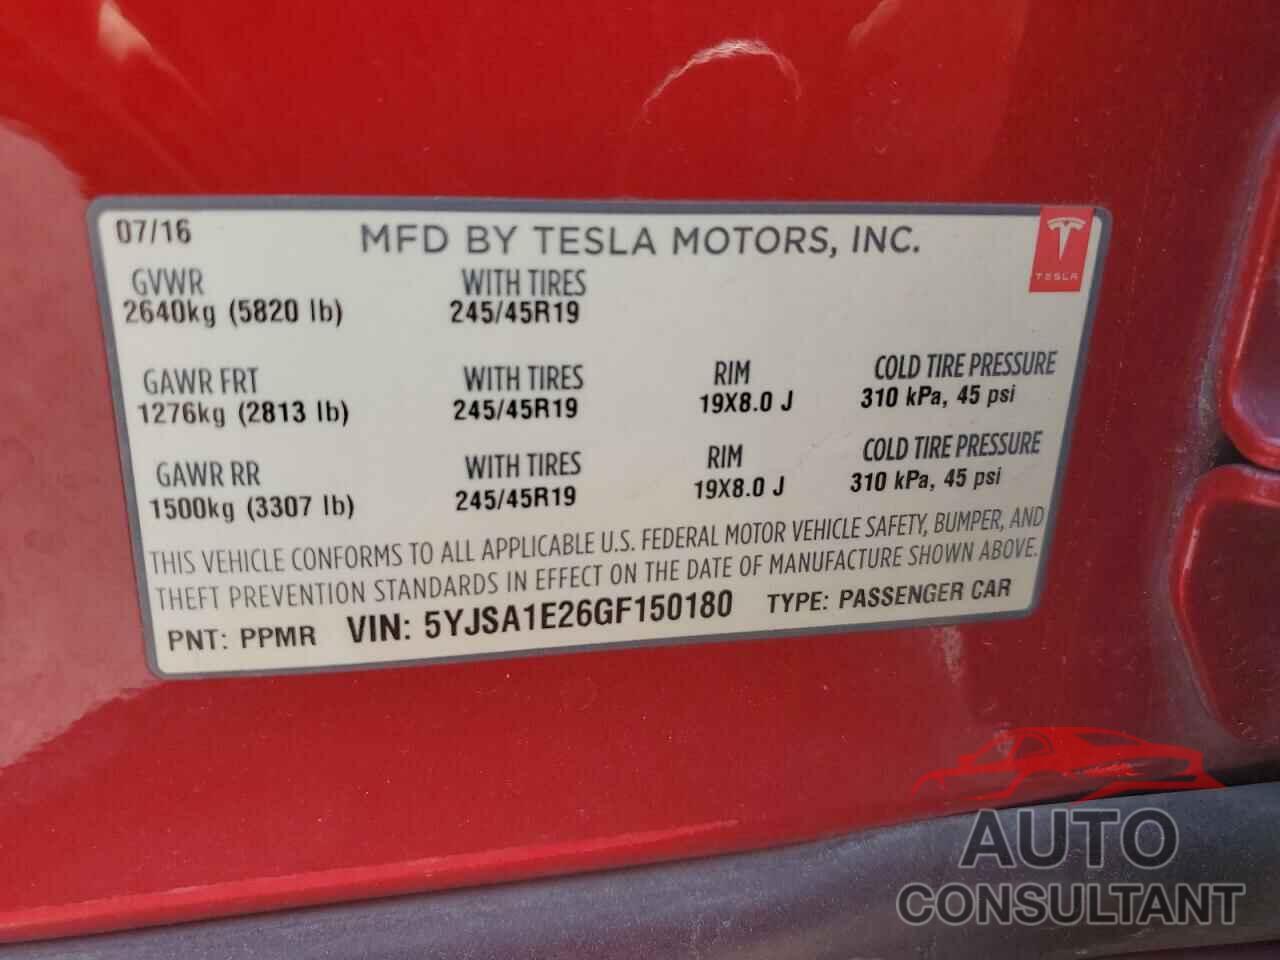 07/16
MFD BY TESLA MOTORS, INC.
TESLA
GVWR WITH TIRES
2640kg (5820 lb) 245/45R19
GAWR FRT WITH TIRES RIM COLD TIRE PRESSURE
1276kg (2813 lb) 245/45R19 19X8.0 J 310 kPa, 45 psi
GAWR RR WITH TIRES RIM COLD TIRE PRESSURE
1500kg (3307 lb) 245/45R19 19X8.0 J 310 kPa, 45 psi
THIS VEHICLE CONFORMS TO ALL APPLICABLE U.S. FEDERAL MOTOR VEHICLE SAFETY, BUMPER, AND
THEFT PREVENTION STANDARDS IN EFFECT ON THE DATE OF MANUFACTURE SHOWN ABOVE.
PNT: PPMR VIN: 5YJSA1E26GF150180 TYPE: PASSENGER CAR
AUTO
CONSULTANT